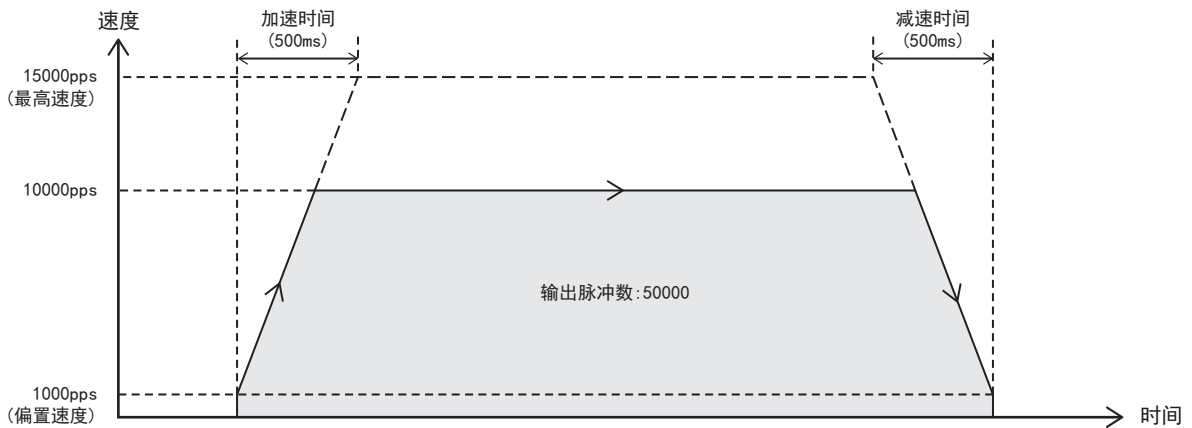 速度
加速时间
(500ms)
减速时间
(500ms)
15000pps
(最高速度)
10000pps
输出脉冲数:50000
1000pps
(偏置速度)
时间